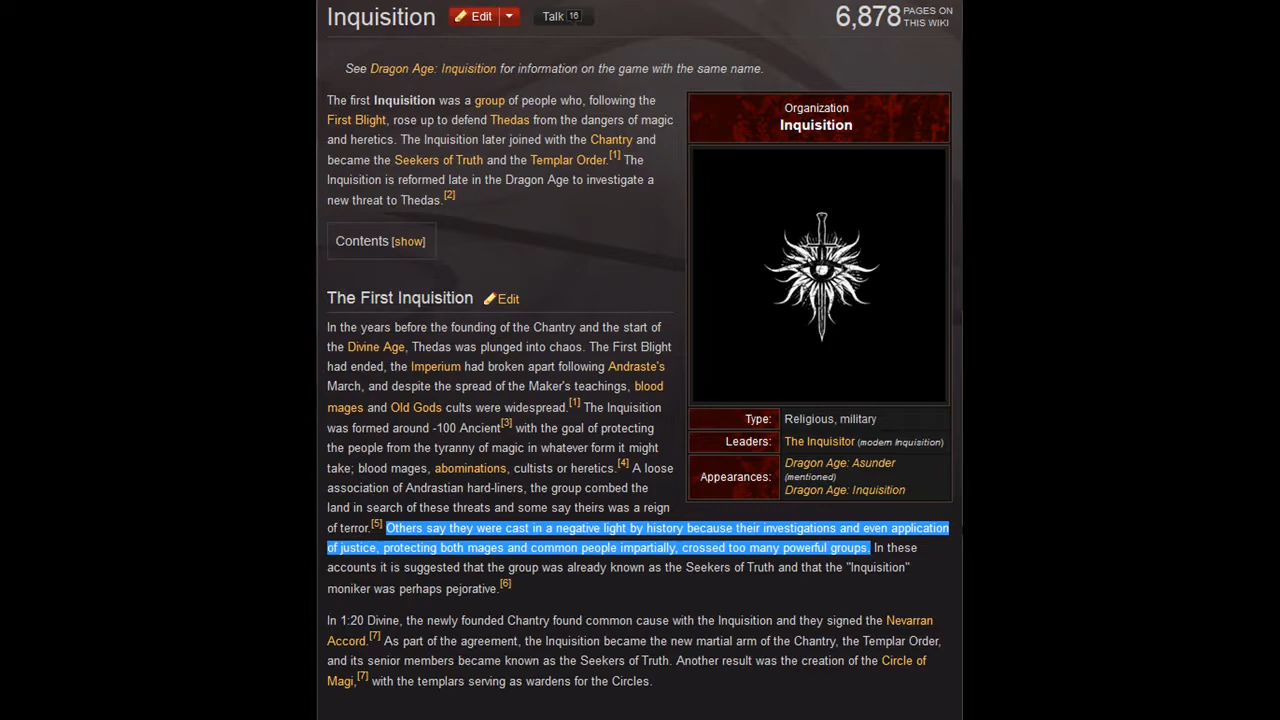 Inquisition Edit Talk 16 6,878 PAGES ON THIS WIKI
See Dragon Age: Inquisition for information on the game with the same name.
The first Inquisition was a group of people who, following the
First Blight, rose up to defend Thedas from the dangers of magic
and heretics. The Inquisition later joined with the Chantry and
became the Seekers of Truth and the Templar Order.[1] The
Inquisition is reformed late in the Dragon Age to investigate a
new threat to Thedas.[2]
Contents [show]
Organization
Inquisition
Type: Religious, military
Leaders: The Inquisitor (modern Inquisition)
Appearances: Dragon Age: Asunder
(mentioned)
Dragon Age: Inquisition
The First Inquisition Edit
In the years before the founding of the Chantry and the start of
the Divine Age, Thedas was plunged into chaos. The First Blight
had ended, the Imperium had broken apart following Andraste's
March, and despite the spread of the Maker's teachings, blood
mages and Old Gods cults were widespread.[1] The Inquisition
was formed around -100 Ancient[3] with the goal of protecting
the people from the tyranny of magic in whatever form it might
take; blood mages, abominations, cultists or heretics.[4] A loose
association of Andrastian hard-liners, the group combed the
land in search of these threats and some say theirs was a reign
of terror.[5] Others say they were cast in a negative light by history because their investigations and even application
of justice, protecting both mages and common people impartially, crossed too many powerful groups. In these
accounts it is suggested that the group was already known as the Seekers of Truth and that the "Inquisition"
moniker was perhaps pejorative.[6]
In 1:20 Divine, the newly founded Chantry found common cause with the Inquisition and they signed the Nevarran
Accord.[7] As part of the agreement, the Inquisition became the new martial arm of the Chantry, the Templar Order,
and its senior members became known as the Seekers of Truth. Another result was the creation of the Circle of
Magi,[7] with the templars serving as wardens for the Circles.